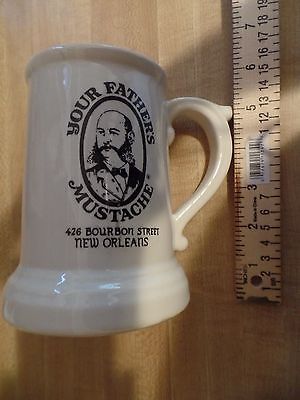 YOUR FATHER'S
MUSTACHE
426 BOURBON STREET
NEW ORLEANS